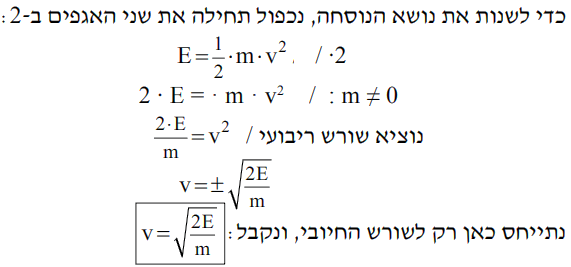 כדי לשנות את נושא הנוסחה, נכפול תחילה את שני האגפים ב-2:
E = 1/2 · m · v² . / ·2
2 · E = · m · v² / : m ≠ 0
2·E/m = v² / נוציא שורש ריבועי
v = ±√(2E/m)
נתייחס כאן רק לשורש החיובי, ונקבל: v = √(2E/m)